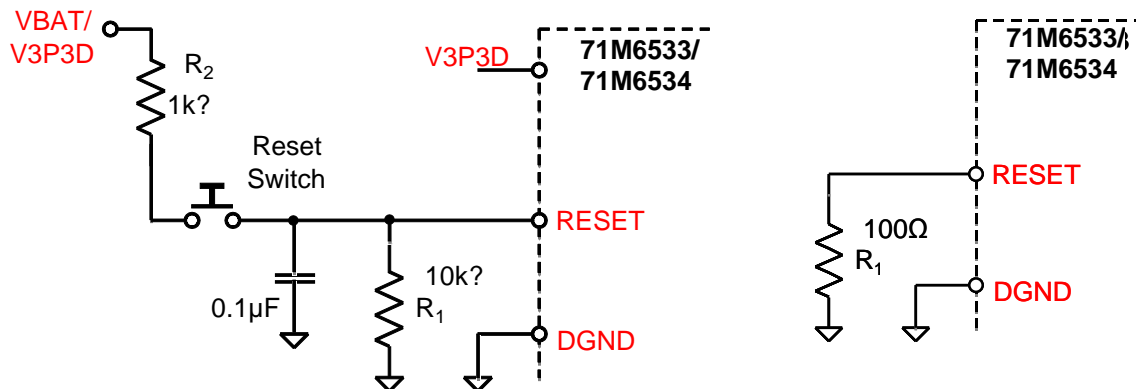 VBAT/
V3P3D
R2
1k?
Reset
Switch
0.1µF
10k?
R1
V3P3D
71M6533/
71M6534
RESET
DGND
71M6533/
71M6534
RESET
100Ω
R1
DGND